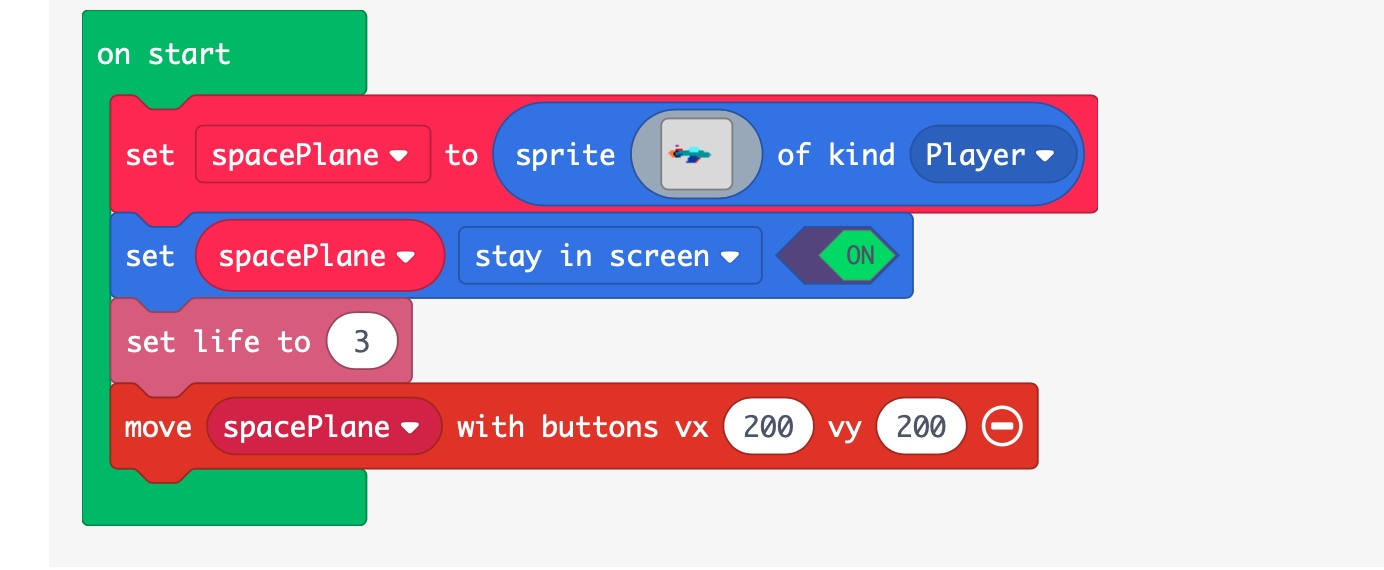 on start
set spacePlane to sprite of kind Player
set spacePlane stay in screen ON
set life to 3
move spacePlane with buttons vx 200 vy 200